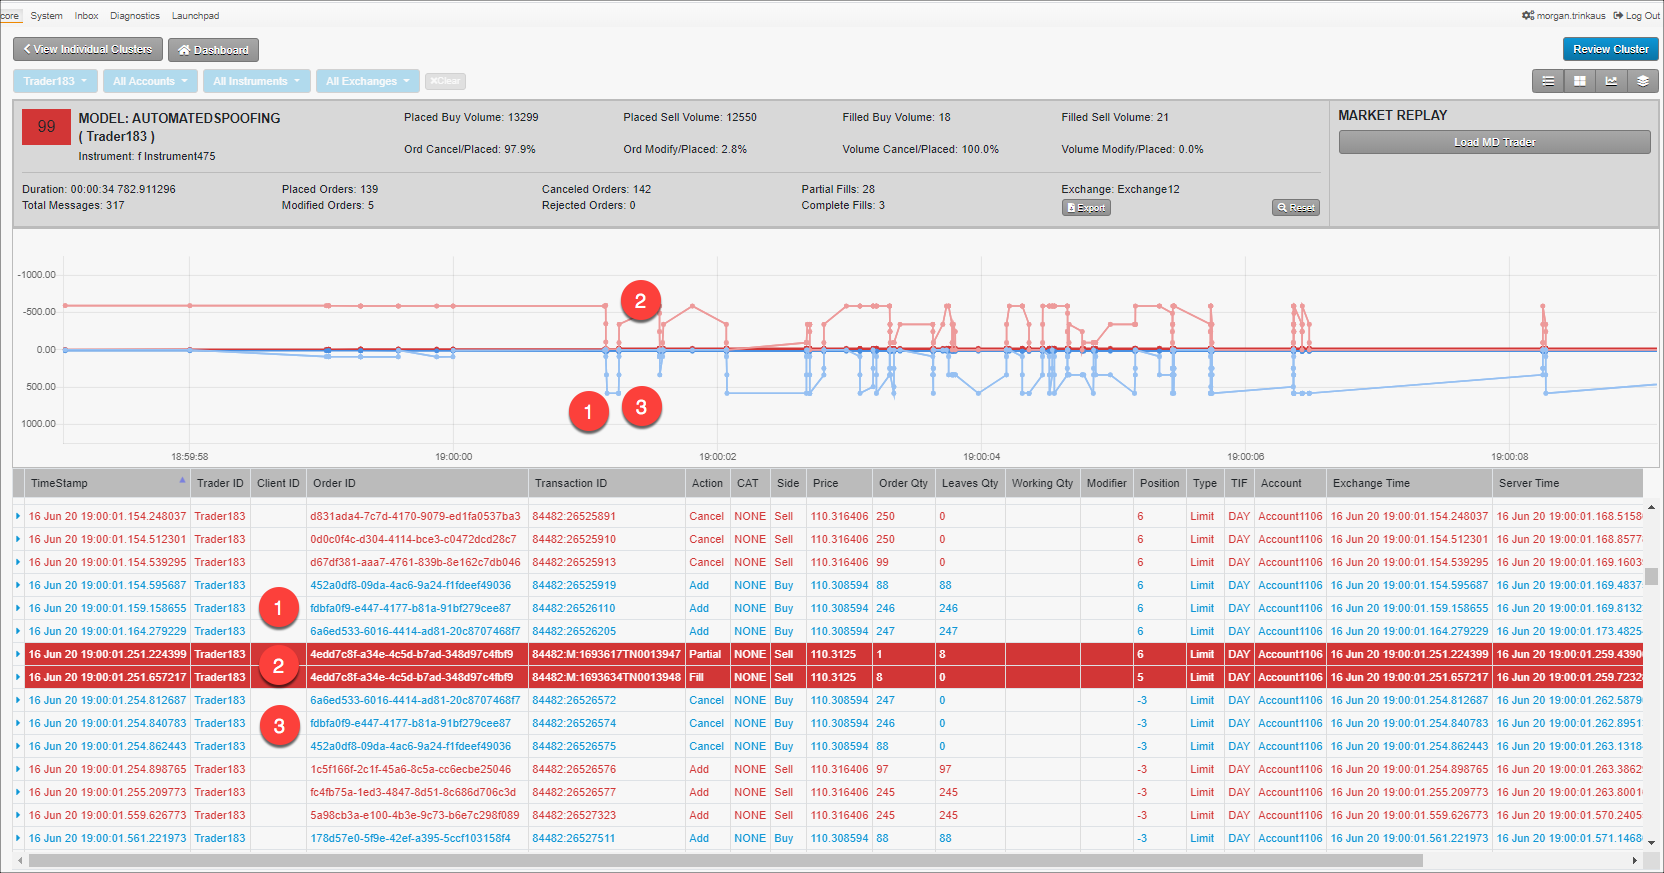 core System Inbox Diagnostics Launchpad morgan.trinkaus Log Out
View Individual Clusters Dashboard Review Cluster
Trader183 All Accounts All Instruments All Exchanges Clear
99 MODEL: AUTOMATEDSPOOFING
( Trader183 )
Instrument: f Instrument475
Placed Buy Volume: 13299 Placed Sell Volume: 12550 Filled Buy Volume: 18 Filled Sell Volume: 21
Ord Cancel/Placed: 97.9% Ord Modify/Placed: 2.8% Volume Cancel/Placed: 100.0% Volume Modify/Placed: 0.0%
MARKET REPLAY
Load MD Trader
Duration: 00:00:34 782.911296 Placed Orders: 139 Canceled Orders: 142 Partial Fills: 28 Exchange: Exchange12
Total Messages: 317 Modified Orders: 5 Rejected Orders: 0 Complete Fills: 3 Export Reset
-1000.00
-500.00
0.00
500.00
1000.00
2
1 3
18:59:58 19:00:00 19:00:02 19:00:04 19:00:06 19:00:08
TimeStamp Trader ID Client ID Order ID Transaction ID Action CAT Side Price Order Qty Leaves Qty Working Qty Modifier Position Type TIF Account Exchange Time Server Time
16 Jun 20 19:00:01.154.248037 Trader183 d831ada4-7c7d-4170-9079-ed1fa0537ba3 84482:26525891 Cancel NONE Sell 110.316406 250 0 6 Limit DAY Account1106 16 Jun 20 19:00:01.154.248037 16 Jun 20 19:00:01.168.5158
16 Jun 20 19:00:01.154.512301 Trader183 0d0c0f4c-d304-4114-bce3-c0472dcd28c7 84482:26525910 Cancel NONE Sell 110.316406 250 0 6 Limit DAY Account1106 16 Jun 20 19:00:01.154.512301 16 Jun 20 19:00:01.168.8577
16 Jun 20 19:00:01.154.539295 Trader183 d67df381-aaa7-4761-839b-8e162c7db046 84482:26525913 Cancel NONE Sell 110.316406 99 0 6 Limit DAY Account1106 16 Jun 20 19:00:01.154.539295 16 Jun 20 19:00:01.169.1603
16 Jun 20 19:00:01.154.595687 Trader183 452a0df8-09da-4ac6-9a24-f1fdeef49036 84482:26525919 Add NONE Buy 110.308594 88 88 6 Limit DAY Account1106 16 Jun 20 19:00:01.154.595687 16 Jun 20 19:00:01.169.4837
16 Jun 20 19:00:01.159.158655 Trader183 1 fdbfa0f9-e447-4177-b81a-91bf279cee87 84482:26526110 Add NONE Buy 110.308594 246 246 6 Limit DAY Account1106 16 Jun 20 19:00:01.159.158655 16 Jun 20 19:00:01.169.8132
16 Jun 20 19:00:01.164.279229 Trader183 6a6ed533-6016-4414-ad81-20c8707468f7 84482:26526205 Add NONE Buy 110.308594 247 247 6 Limit DAY Account1106 16 Jun 20 19:00:01.164.279229 16 Jun 20 19:00:01.173.4825
16 Jun 20 19:00:01.251.224399 Trader183 2 4edd7c8f-a34e-4c5d-b7ad-348d97c4fbf9 84482:M:1693617TN0013947 Partial NONE Sell 110.3125 1 8 6 Limit DAY Account1106 16 Jun 20 19:00:01.251.224399 16 Jun 20 19:00:01.259.4390
16 Jun 20 19:00:01.251.657217 Trader183 4edd7c8f-a34e-4c5d-b7ad-348d97c4fbf9 84482:M:1693634TN0013948 Fill NONE Sell 110.3125 8 0 5 Limit DAY Account1106 16 Jun 20 19:00:01.251.657217 16 Jun 20 19:00:01.259.7232
16 Jun 20 19:00:01.254.812687 Trader183 6a6ed533-6016-4414-ad81-20c8707468f7 84482:26526572 Cancel NONE Buy 110.308594 247 0 -3 Limit DAY Account1106 16 Jun 20 19:00:01.254.812687 16 Jun 20 19:00:01.262.5879
16 Jun 20 19:00:01.254.840783 Trader183 3 fdbfa0f9-e447-4177-b81a-91bf279cee87 84482:26526574 Cancel NONE Buy 110.308594 246 0 -3 Limit DAY Account1106 16 Jun 20 19:00:01.254.840783 16 Jun 20 19:00:01.262.8951
16 Jun 20 19:00:01.254.862443 Trader183 452a0df8-09da-4ac6-9a24-f1fdeef49036 84482:26526575 Cancel NONE Buy 110.308594 88 0 -3 Limit DAY Account1106 16 Jun 20 19:00:01.254.862443 16 Jun 20 19:00:01.263.1318
16 Jun 20 19:00:01.254.898765 Trader183 1c5f166f-2c1f-45a6-8c5a-cc6ecbe25046 84482:26526576 Add NONE Sell 110.316406 97 97 -3 Limit DAY Account1106 16 Jun 20 19:00:01.254.898765 16 Jun 20 19:00:01.263.3862
16 Jun 20 19:00:01.255.209773 Trader183 fc4fb75a-1ed3-4847-8d51-8c686d706c3d 84482:26526577 Add NONE Sell 110.316406 245 245 -3 Limit DAY Account1106 16 Jun 20 19:00:01.255.209773 16 Jun 20 19:00:01.263.8001
16 Jun 20 19:00:01.559.626773 Trader183 5a98cb3a-e100-4b3e-9c73-b6e7c298f089 84482:26527323 Add NONE Sell 110.316406 245 245 -3 Limit DAY Account1106 16 Jun 20 19:00:01.559.626773 16 Jun 20 19:00:01.570.2405
16 Jun 20 19:00:01.561.221973 Trader183 178d57e0-5f9e-42ef-a395-5ccf103158f4 84482:26527511 Add NONE Buy 110.308594 88 88 -3 Limit DAY Account1106 16 Jun 20 19:00:01.561.221973 16 Jun 20 19:00:01.571.1468